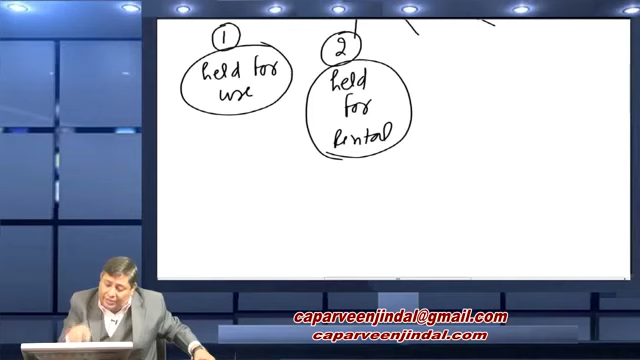 1
held for
use
2
held
for
Rental
caparveenjindal@gmail.com
caparveenjindal.com